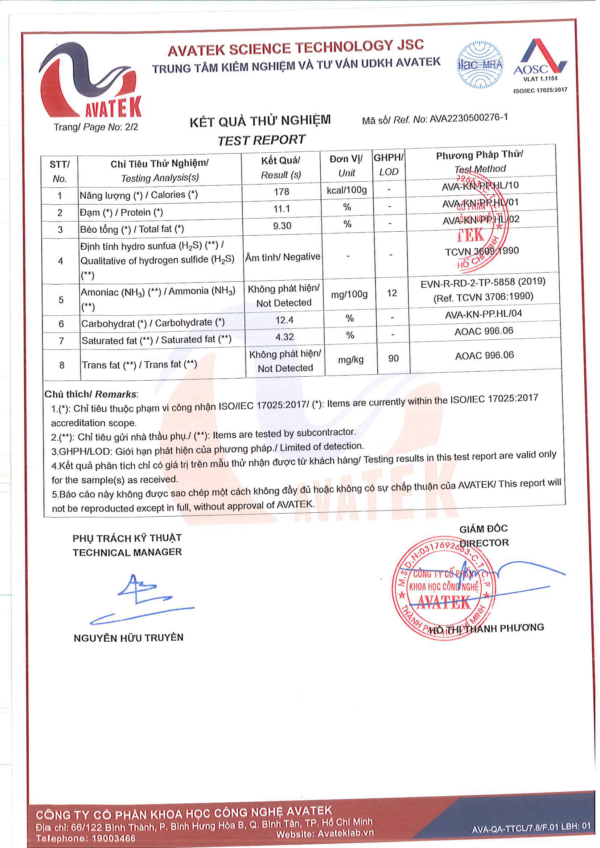 AVATEK SCIENCE TECHNOLOGY JSC
TRUNG TÂM KIỂM NGHIỆM VÀ TƯ VẤN UDKH AVATEK
AVATEK
ilac-MRA
AOSC
VLAT 1.1154
ISO/IEC 17025:2017
Trang/ Page No: 2/2
KẾT QUẢ THỬ NGHIỆM
Mã số/ Ref. No: AVA2230500276-1
TEST REPORT
STT/ No. Chỉ Tiêu Thử Nghiệm/ Testing Analysis(s) Kết Quả/ Result (s) Đơn Vị/ Unit GHPH/ LOD Phương Pháp Thử/ Test Method
1 Năng lượng (*) / Calories (*) 178 kcal/100g - AVA-KN-PP.HL/10
2 Đạm (*) / Protein (*) 11.1 % - AVA-KN-PP.HL/01
3 Béo tổng (*) / Total fat (*) 9.30 % - AVA-KN-PP.HL/02
4 Định tính hydro sunfua (H2S) (**) / Qualitative of hydrogen sulfide (H2S) (**) Âm tính/ Negative - - TCVN 3699:1990
5 Amoniac (NH3) (**) / Ammonia (NH3) (**) Không phát hiện/ Not Detected mg/100g 12 EVN-R-RD-2-TP-5858 (2019) (Ref. TCVN 3706:1990)
6 Carbohydrat (*) / Carbohydrate (*) 12.4 % - AVA-KN-PP.HL/04
7 Saturated fat (**) / Saturated fat (**) 4.32 % - AOAC 996.06
8 Trans fat (**) / Trans fat (**) Không phát hiện/ Not Detected mg/kg 90 AOAC 996.06
Chú thích/ Remarks:
1.(*): Chỉ tiêu thuộc phạm vi công nhận ISO/IEC 17025:2017/ (*): Items are currently within the ISO/IEC 17025:2017
accreditation scope.
2.(**): Chỉ tiêu gửi nhà thầu phụ./ (**): Items are tested by subcontractor.
3.GHPH/LOD: Giới hạn phát hiện của phương pháp./ Limited of detection.
4.Kết quả phân tích chỉ có giá trị trên mẫu thử nhận được từ khách hàng/ Testing results in this test report are valid only
for the sample(s) as received.
5.Báo cáo này không được sao chép một cách không đầy đủ hoặc không có sự chấp thuận của AVATEK/ This report will
not be reproduced except in full, without approval of AVATEK.
PHỤ TRÁCH KỸ THUẬT
TECHNICAL MANAGER
GIÁM ĐỐC
DIRECTOR
CÔNG TY CỔ PHẦN
KHOA HỌC CÔNG NGHỆ
AVATEK
NGUYỄN HỮU TRUYÊN
HỒ THỊ THANH PHƯƠNG
CÔNG TY CỔ PHẦN KHOA HỌC CÔNG NGHỆ AVATEK
Địa chỉ: 66/122 Bình Thành, P. Bình Hưng Hòa B, Q. Bình Tân, TP. Hồ Chí Minh
Telephone: 19003466
Website: Avateklab.vn
AVA-QA-TTCL/7.8/F.01 LBH: 01